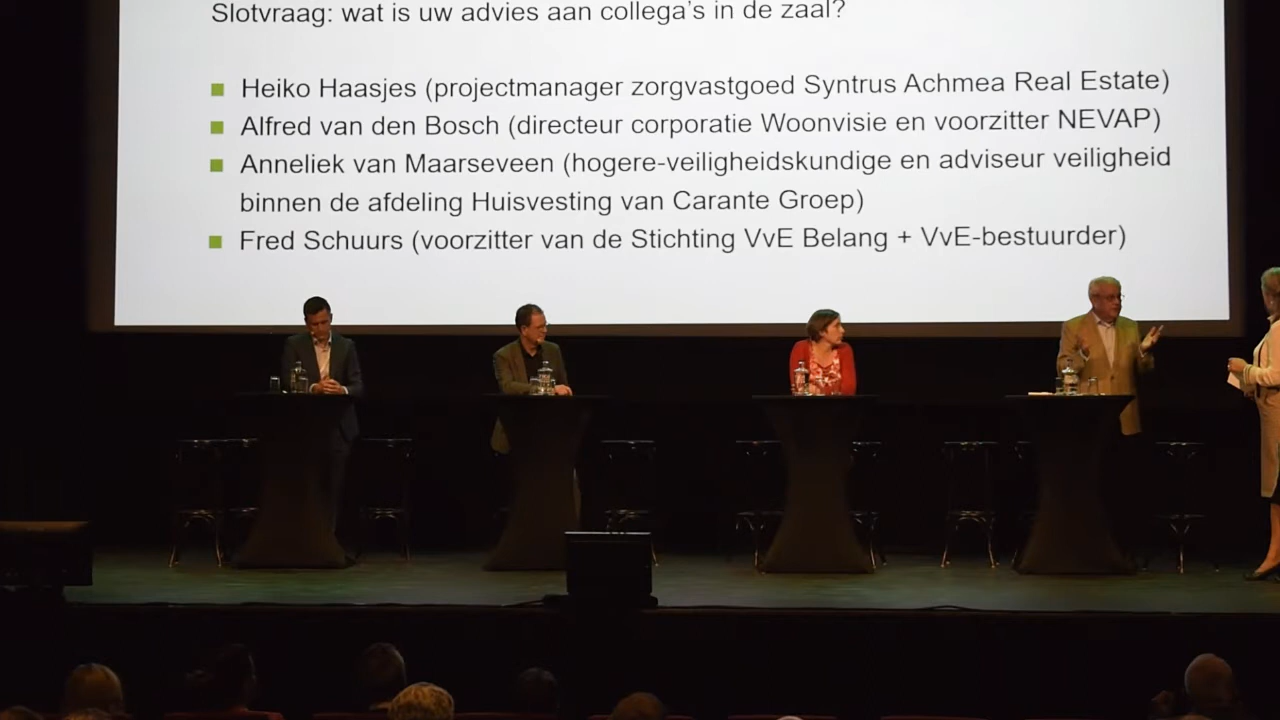 Slotvraag: wat is uw advies aan collega's in de zaal?
Heiko Haasjes (projectmanager zorgvastgoed Syntrus Achmea Real Estate)
Alfred van den Bosch (directeur corporatie Woonvisie en voorzitter NEVAP)
Anneliek van Maarseveen (hogere-veiligheidskundige en adviseur veiligheid
binnen de afdeling Huisvesting van Carante Groep)
Fred Schuurs (voorzitter van de Stichting VvE Belang + VvE-bestuurder)